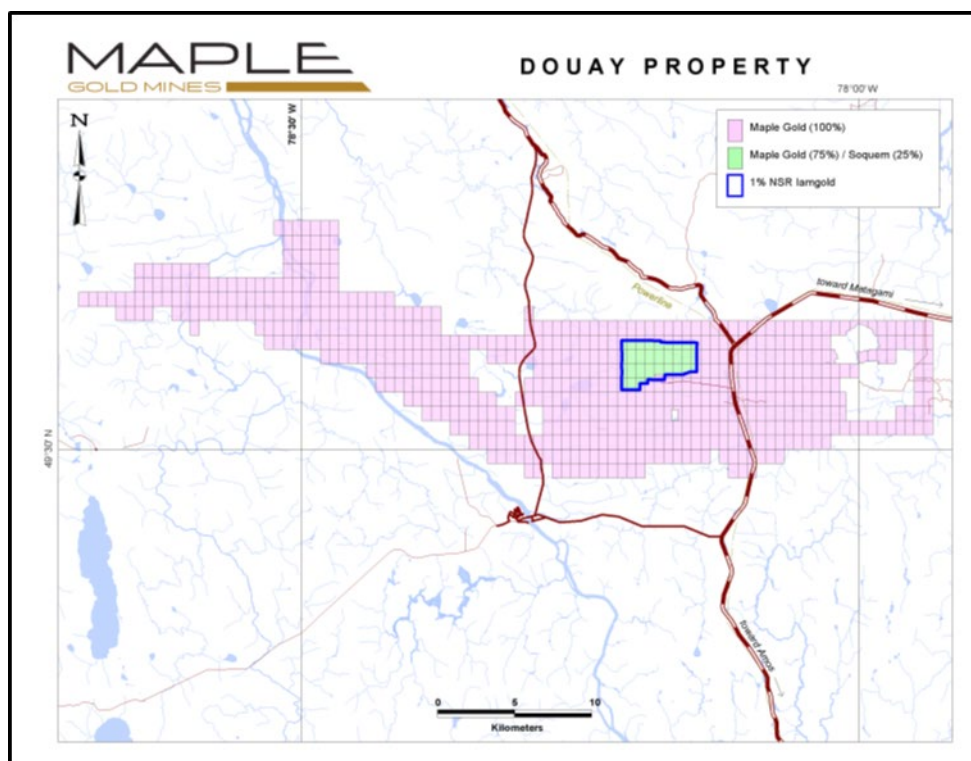 MAPLE
GOLD MINES
DOUAY PROPERTY
78°00' W
78°30' W
N
Maple Gold (100%)
Maple Gold (75%) / Soquem (25%)
1% NSR Iamgold
toward Matagami
Powerline
49°30' N
toward Amos
0 5 10
Kilometers